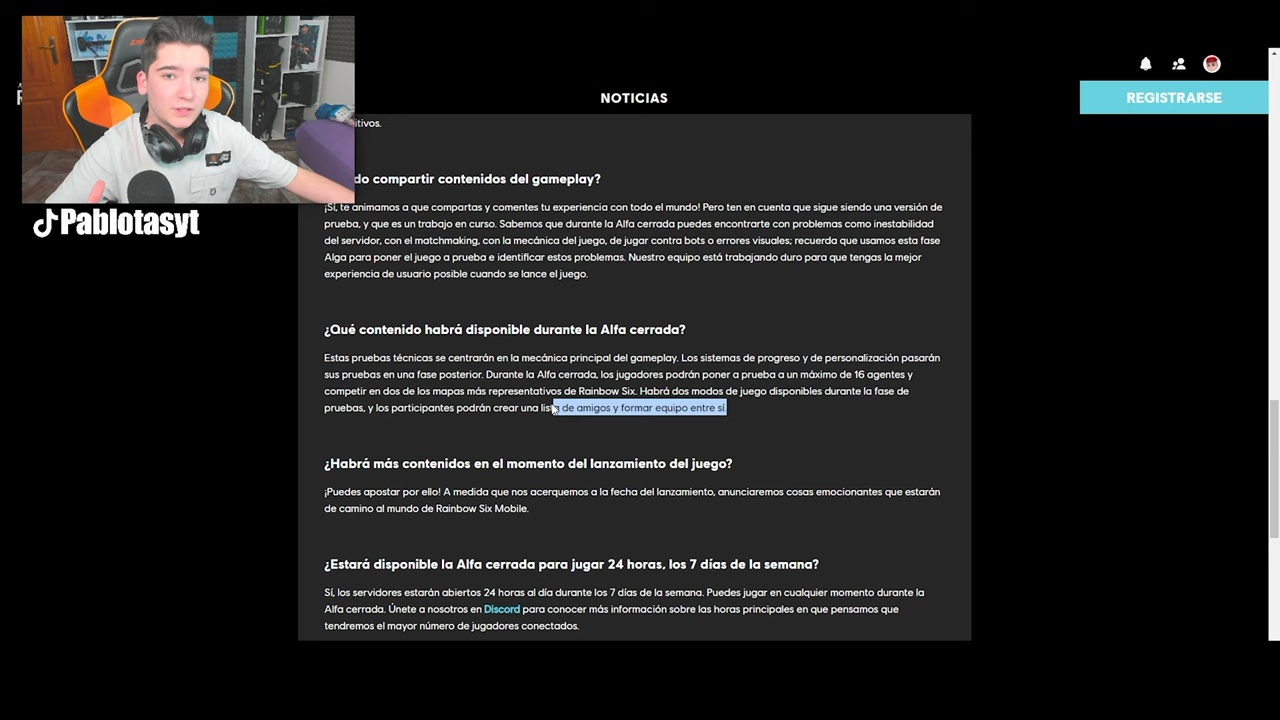 NOTICIAS
REGISTRARSE
itivos.
do compartir contenidos del gameplay?
¡Sí, te animamos a que compartas y comentes tu experiencia con todo el mundo! Pero ten en cuenta que sigue siendo una versión de
prueba, y que es un trabajo en curso. Sabemos que durante la Alfa cerrada puedes encontrarte con problemas como inestabilidad
del servidor, con el matchmaking, con la mecánica del juego, de jugar contra bots o errores visuales; recuerda que usamos esta fase
Alga para poner el juego a prueba e identificar estos problemas. Nuestro equipo está trabajando duro para que tengas la mejor
experiencia de usuario posible cuando se lance el juego.
Pablotasyt
¿Qué contenido habrá disponible durante la Alfa cerrada?
Estas pruebas técnicas se centrarán en la mecánica principal del gameplay. Los sistemas de progreso y de personalización pasarán
sus pruebas en una fase posterior. Durante la Alfa cerrada, los jugadores podrán poner a prueba a un máximo de 16 agentes y
competir en dos de los mapas más representativos de Rainbow Six. Habrá dos modos de juego disponibles durante la fase de
pruebas, y los participantes podrán crear una lista de amigos y formar equipo entre sí.
¿Habrá más contenidos en el momento del lanzamiento del juego?
¡Puedes apostar por ello! A medida que nos acerquemos a la fecha del lanzamiento, anunciaremos cosas emocionantes que estarán
de camino al mundo de Rainbow Six Mobile.
¿Estará disponible la Alfa cerrada para jugar 24 horas, los 7 días de la semana?
Sí, los servidores estarán abiertos 24 horas al día durante los 7 días de la semana. Puedes jugar en cualquier momento durante la
Alfa cerrada. Únete a nosotros en Discord para conocer más información sobre las horas principales en que pensamos que
tendremos el mayor número de jugadores conectados.